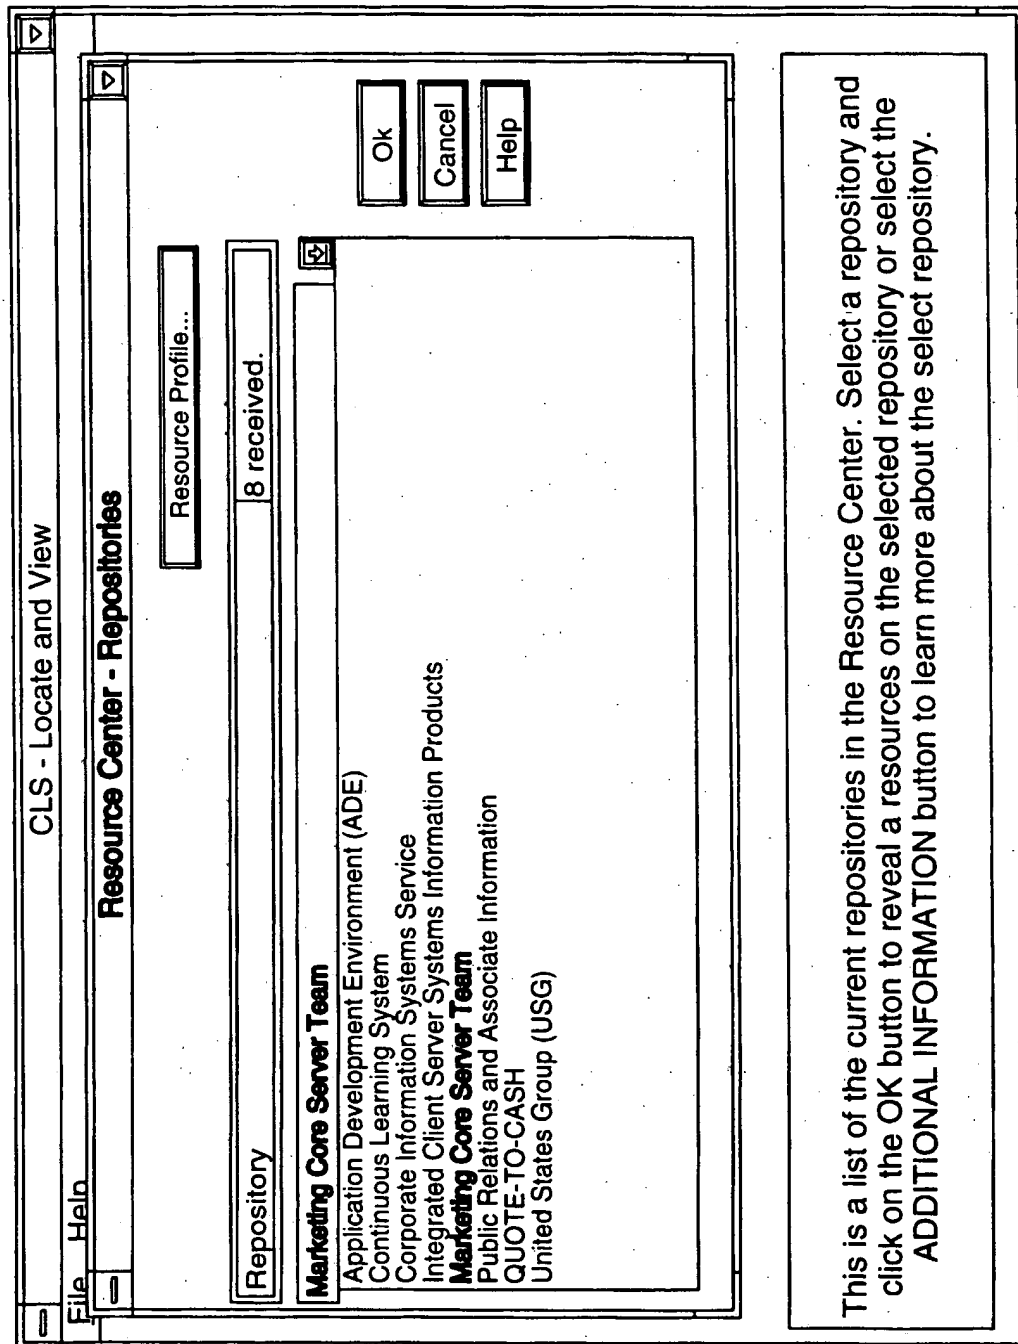 CLS - Locate and View
File Help
Resource Center - Repositories
Resource Profile...
Repository 8 received.
Marketing Core Server Team
Application Development Environment (ADE)
Continuous Learning System
Corporate Information Systems Service
Integrated Client Server Systems Information Products
Marketing Core Server Team
Public Relations and Associate Information
QUOTE-TO-CASH
United States Group (USG)
Ok
Cancel
Help
This is a list of the current repositories in the Resource Center. Select a repository and
click on the OK button to reveal a resources on the selected repository or select the
ADDITIONAL INFORMATION button to learn more about the select repository.